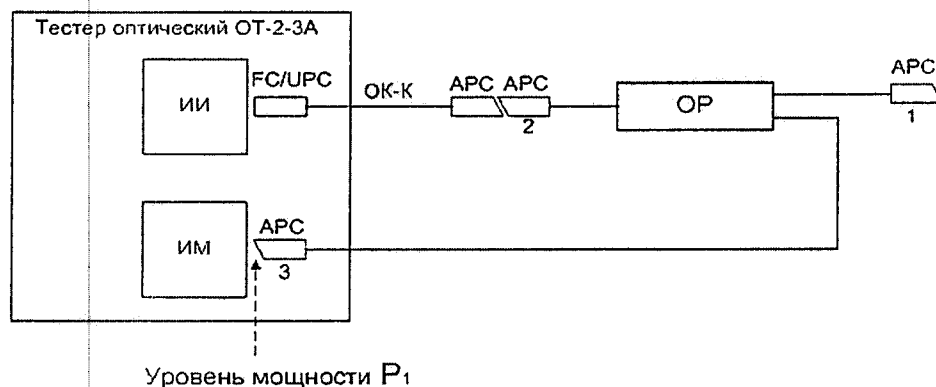 Тестер оптический ОТ-2-3А
ИИ
FC/UPC
ОК-К
APC
APC
2
ОР
APC
1
ИМ
APC
3
Уровень мощности P1